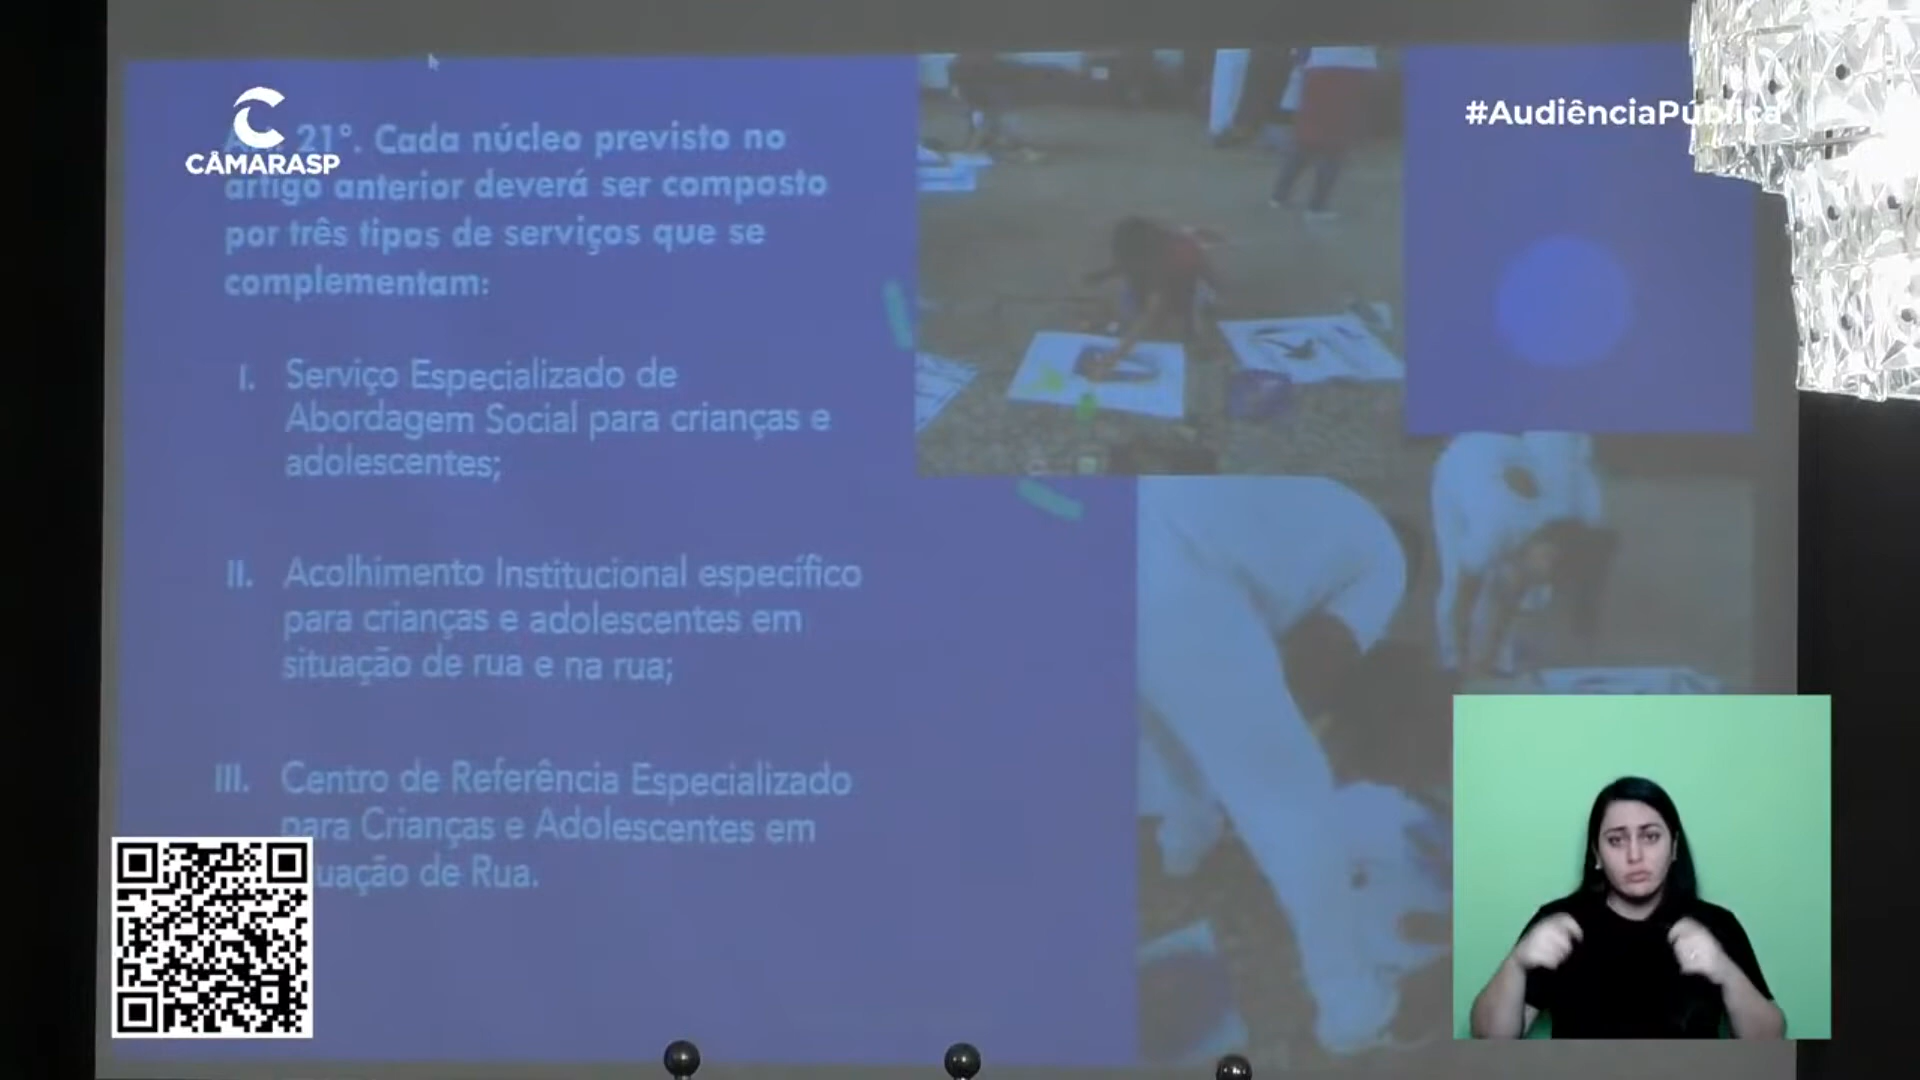 CÂMARASP
#AudiênciaPública
21º. Cada núcleo previsto no
artigo anterior deverá ser composto
por três tipos de serviços que se
complementam:
I. Serviço Especializado de
Abordagem Social para crianças e
adolescentes;
II. Acolhimento Institucional específico
para crianças e adolescentes em
situação de rua e na rua;
III. Centro de Referência Especializado
para Crianças e Adolescentes em
uação de Rua.